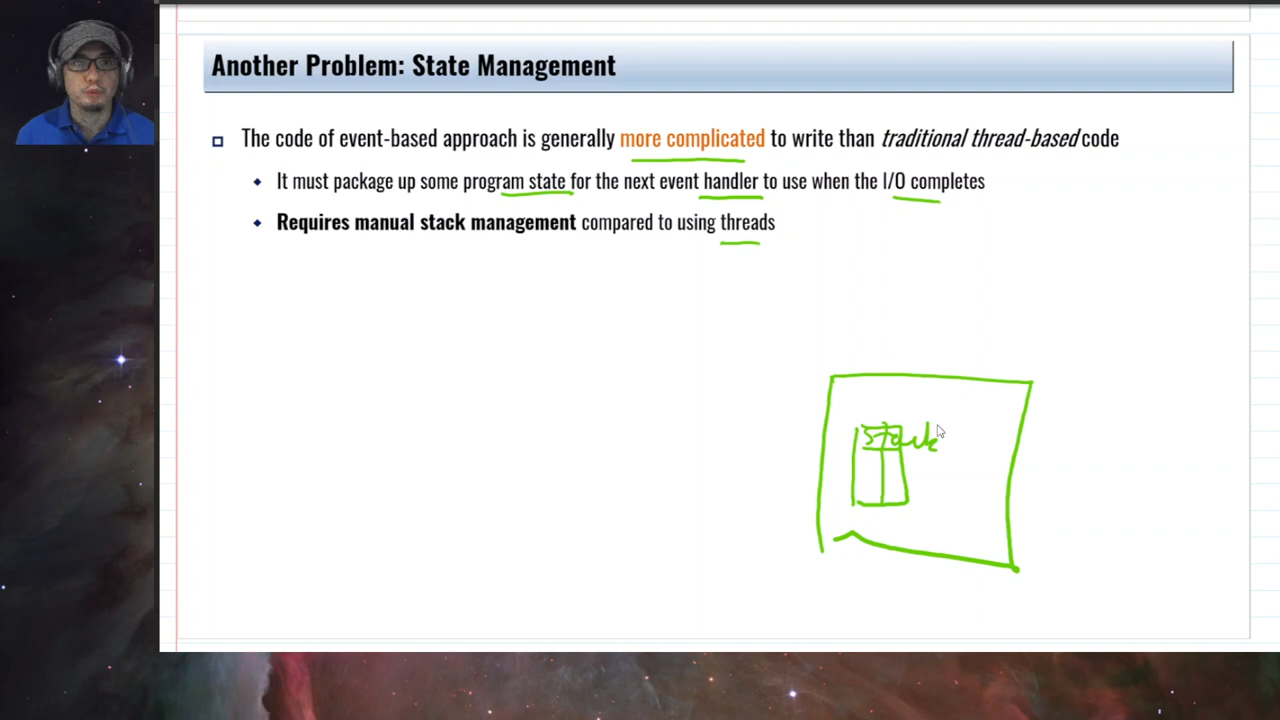 Another Problem: State Management
The code of event-based approach is generally more complicated to write than traditional thread-based code
It must package up some program state for the next event handler to use when the I/O completes
Requires manual stack management compared to using threads
Stack